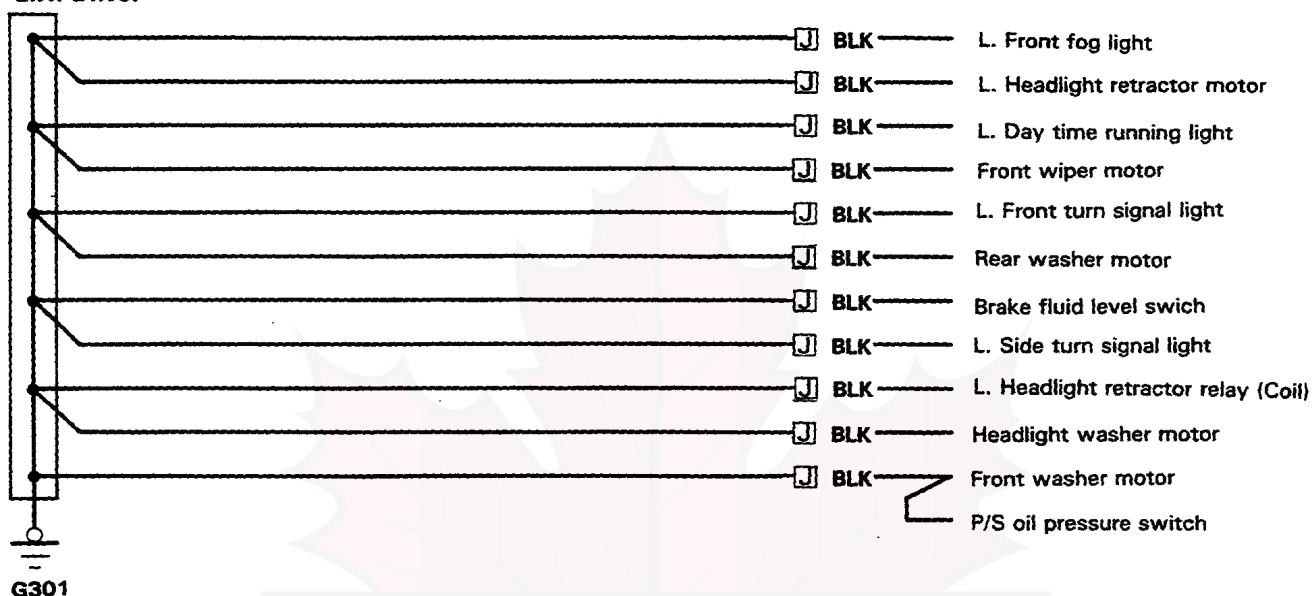 J BLK L. Front fog light
J BLK L. Headlight retractor motor
J BLK L. Day time running light
J BLK Front wiper motor
J BLK L. Front turn signal light
J BLK Rear washer motor
J BLK Brake fluid level swich
J BLK L. Side turn signal light
J BLK L. Headlight retractor relay (Coil)
J BLK Headlight washer motor
J BLK Front washer motor
P/S oil pressure switch
G301